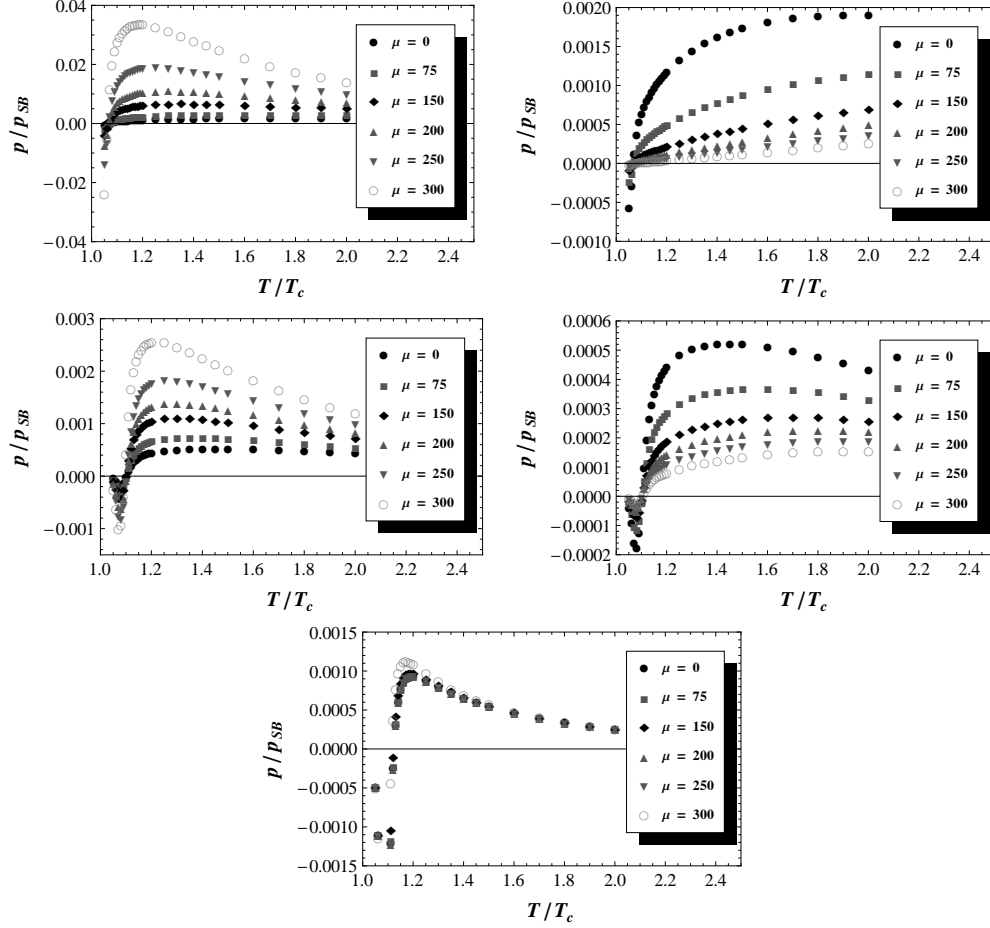 p/p_SB
0.04
0.02
0.00
−0.02
−0.04
1.0 1.2 1.4 1.6 1.8 2.0 2.2 2.4
T/T_c
μ = 0
μ = 75
μ = 150
μ = 200
μ = 250
μ = 300
p/p_SB
0.0020
0.0015
0.0010
0.0005
0.0000
−0.0005
−0.0010
1.0 1.2 1.4 1.6 1.8 2.0 2.2 2.4
T/T_c
μ = 0
μ = 75
μ = 150
μ = 200
μ = 250
μ = 300
p/p_SB
0.003
0.002
0.001
0.000
−0.001
1.0 1.2 1.4 1.6 1.8 2.0 2.2 2.4
T/T_c
μ = 0
μ = 75
μ = 150
μ = 200
μ = 250
μ = 300
p/p_SB
0.0006
0.0005
0.0004
0.0003
0.0002
0.0001
0.0000
−0.0001
−0.0002
1.0 1.2 1.4 1.6 1.8 2.0 2.2 2.4
T/T_c
μ = 0
μ = 75
μ = 150
μ = 200
μ = 250
μ = 300
p/p_SB
0.0015
0.0010
0.0005
0.0000
−0.0005
−0.0010
−0.0015
1.0 1.2 1.4 1.6 1.8 2.0 2.2 2.4
T/T_c
μ = 0
μ = 75
μ = 150
μ = 200
μ = 250
μ = 300